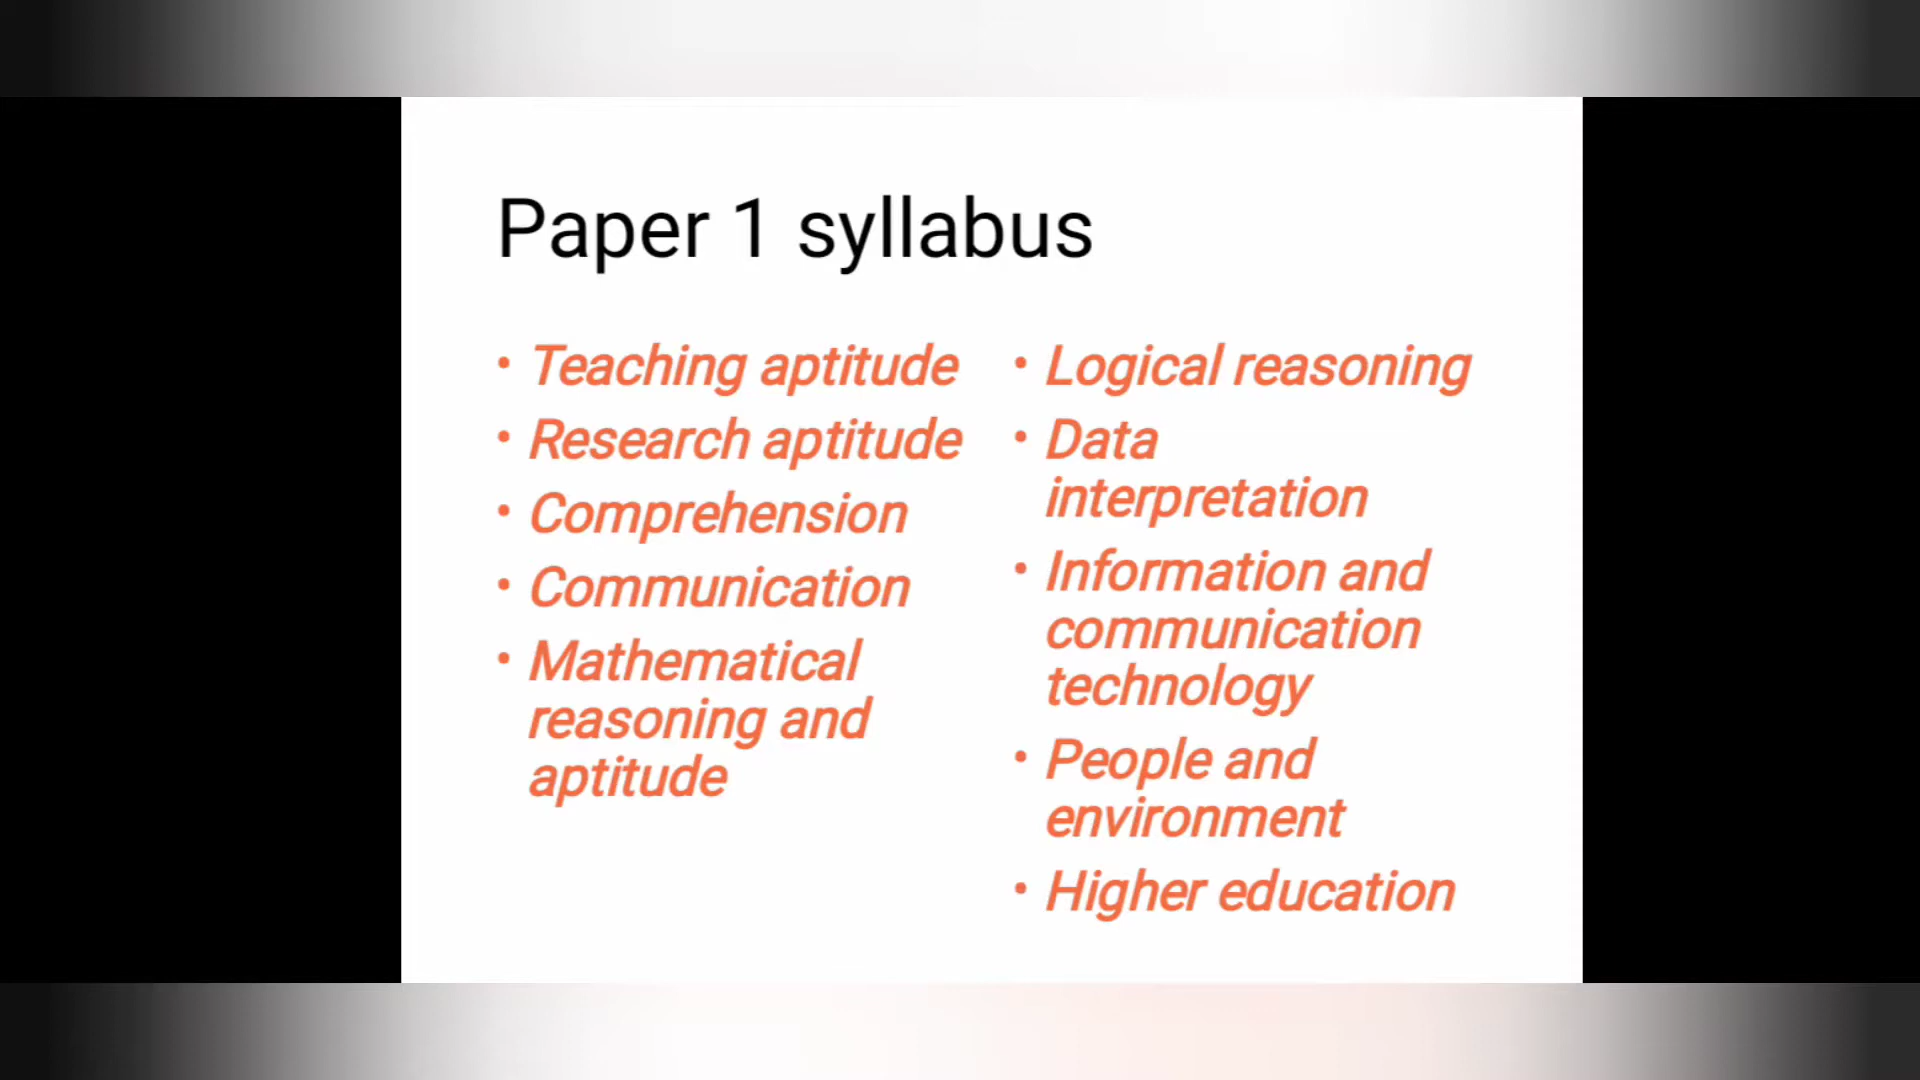 Paper 1 syllabus
• Teaching aptitude
• Research aptitude
• Comprehension
• Communication
• Mathematical
reasoning and
aptitude
• Logical reasoning
• Data
interpretation
• Information and
communication
technology
• People and
environment
• Higher education